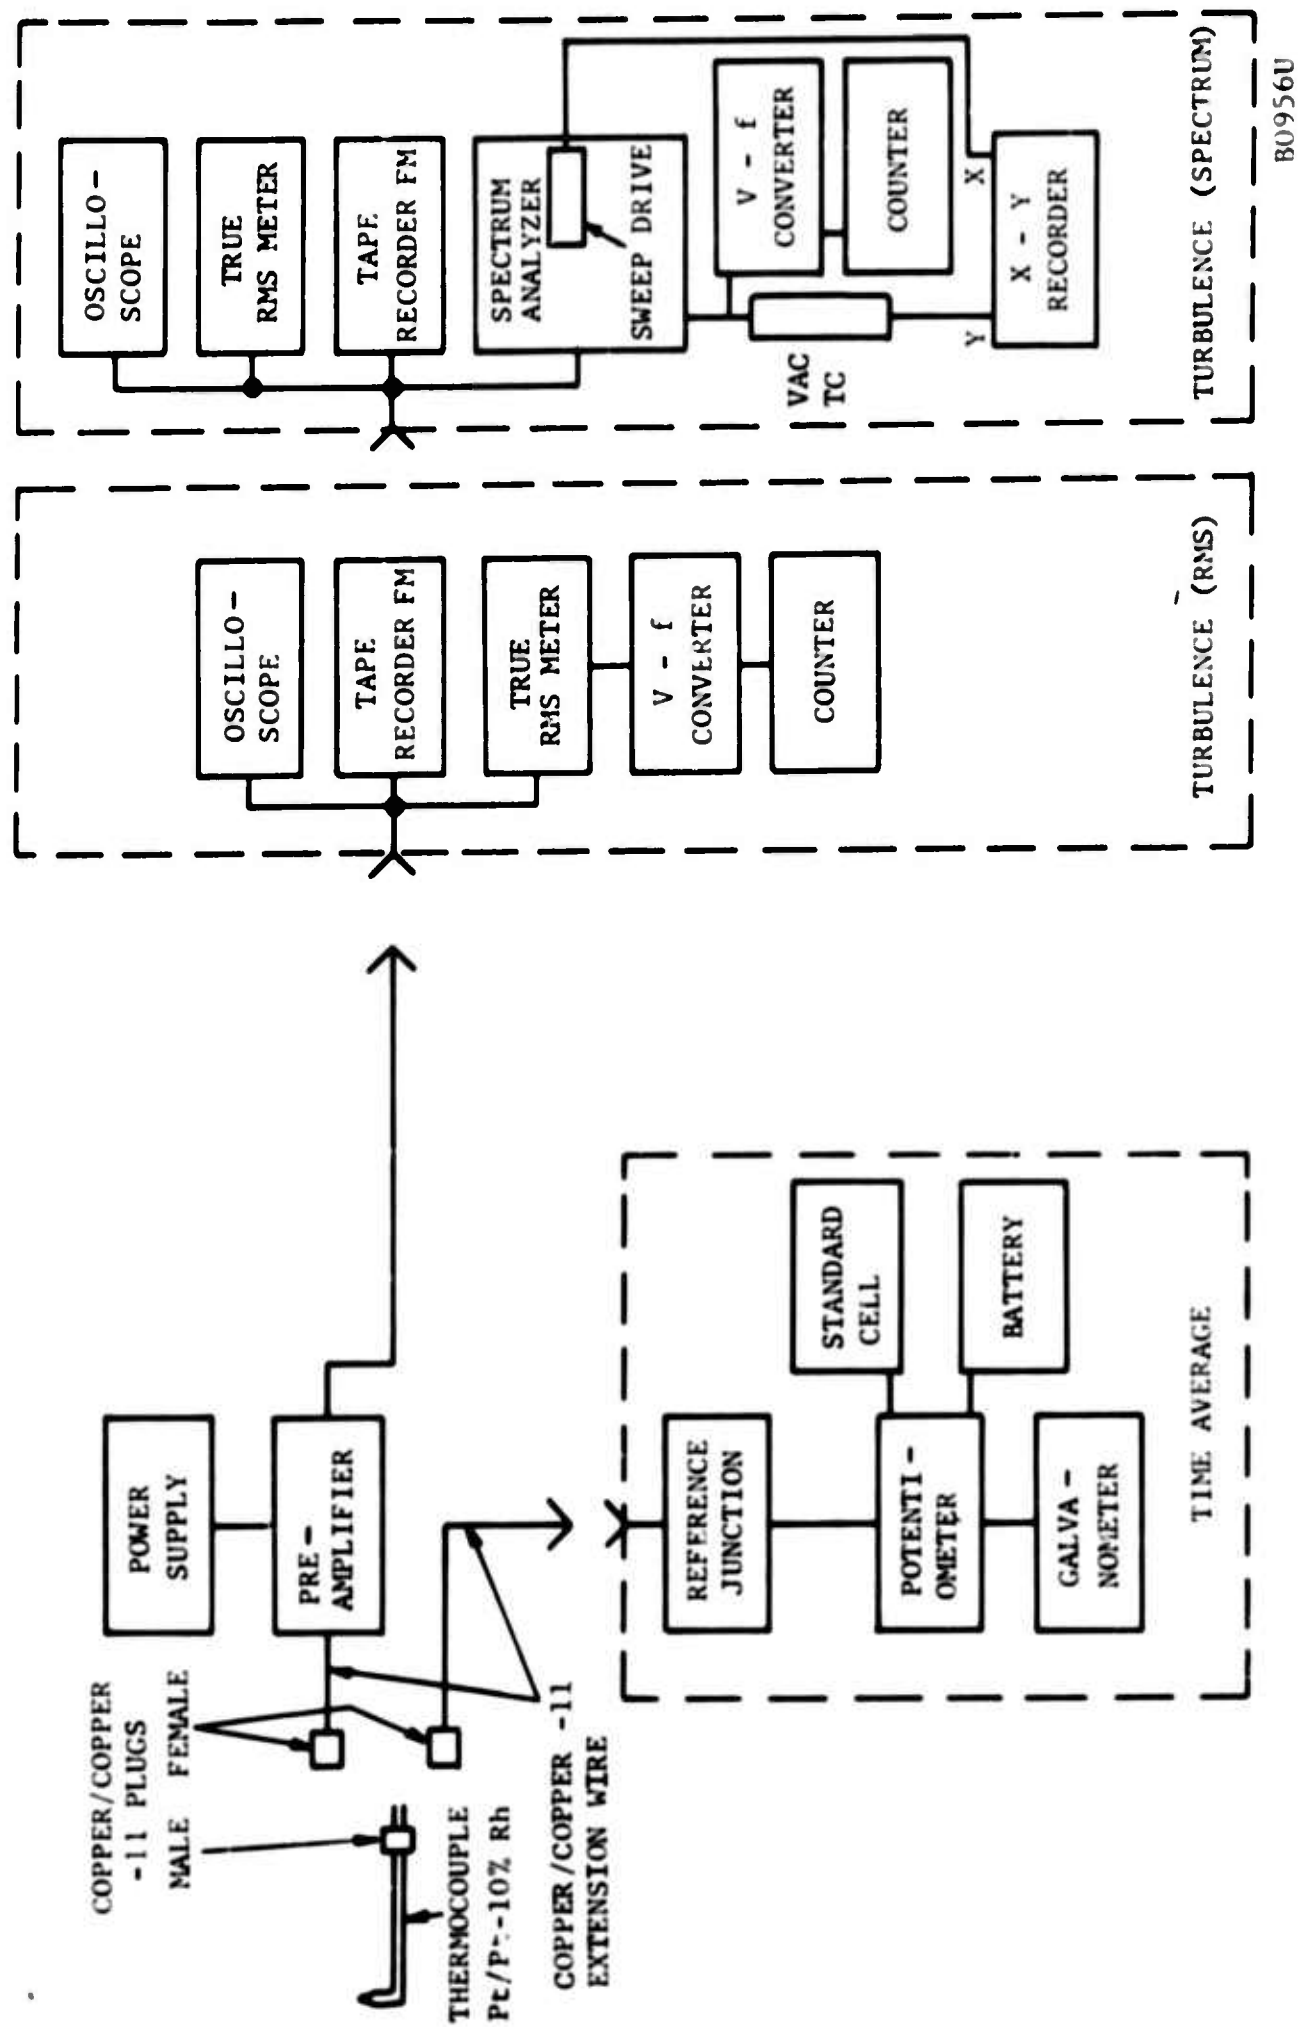 COPPER/COPPER
-11 PLUGS
MALE FEMALE
THERMOCOUPLE
Pt/Pt-10% Rh
COPPER/COPPER -11
EXTENSION WIRE
POWER
SUPPLY
PRE-
AMPLIFIER
REFERENCE
JUNCTION
POTENTI-
OMETER
GALVA-
NOMETER
STANDARD
CELL
BATTERY
TIME AVERAGE
OSCILLO-
SCOPE
TAPE
RECORDER FM
TRUE
RMS METER
V - f
CONVERTER
COUNTER
TURBULENCE (RMS)
OSCILLO-
SCOPE
TRUE
RMS METER
TAPE
RECORDER FM
SPECTRUM
ANALYZER
SWEEP DRIVE
V - f
CONVERTER
COUNTER
VAC
TC
Y
X
X - Y
RECORDER
TURBULENCE (SPECTRUM)
B0956U